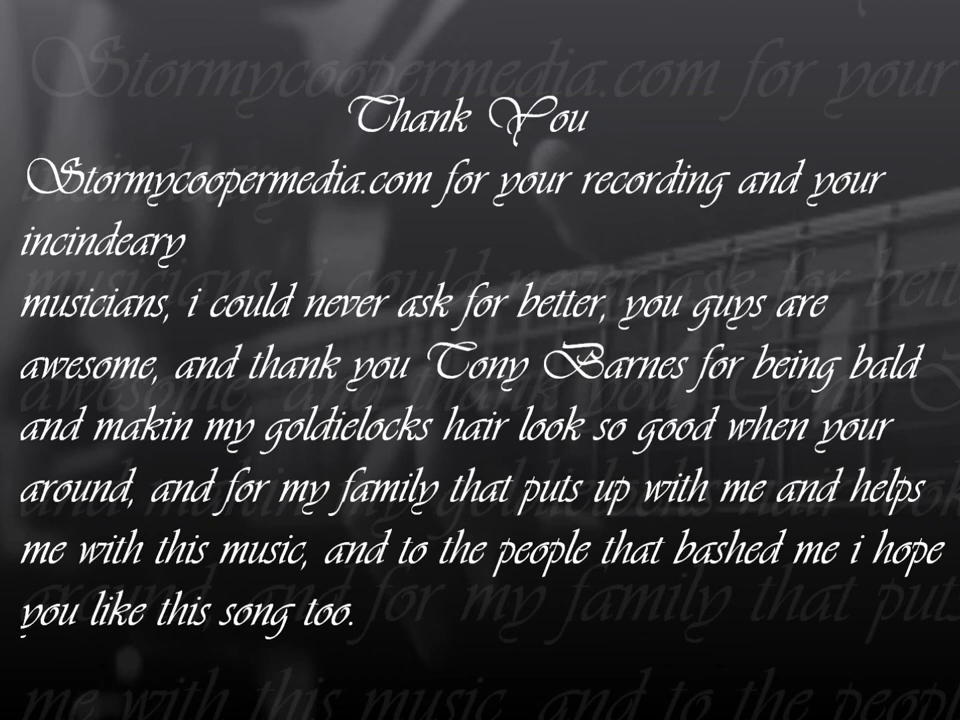 Thank You
Stormycoopermedia.com for your recording and your
incindeary
musicians, i could never ask for better, you guys are
awesome, and thank you Tony Barnes for being bald
and makin my goldielocks hair look so good when your
around, and for my family that puts up with me and helps
me with this music, and to the people that bashed me i hope
you like this song too.